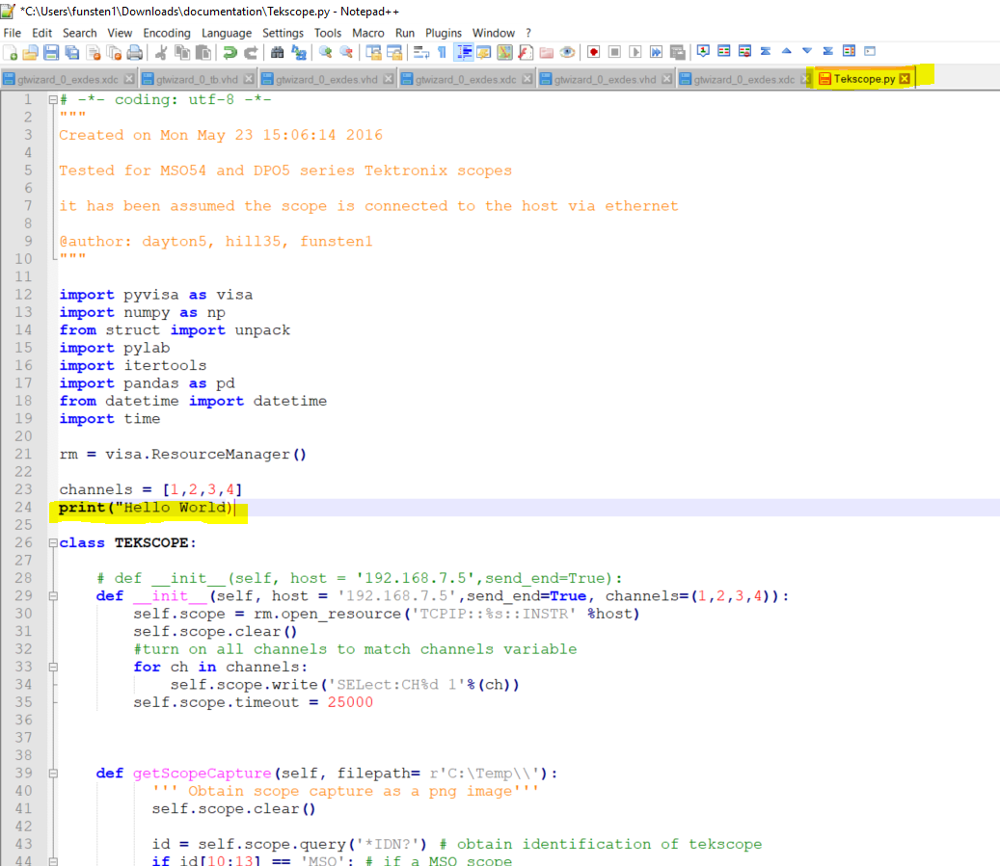 *C:\Users\funsten1\Downloads\documentation\Tekscope.py - Notepad++
File Edit Search View Encoding Language Settings Tools Macro Run Plugins Window ?
gtwizard_0_exdes.xdc gtwizard_0_tb.vhd gtwizard_0_exdes.vhd gtwizard_0_exdes.xdc gtwizard_0_exdes.vhd gtwizard_0_exdes.xdc Tekscope.py
1 # -*- coding: utf-8 -*-
2 """
3 Created on Mon May 23 15:06:14 2016
4
5 Tested for MSO54 and DPO5 series Tektronix scopes
6
7 it has been assumed the scope is connected to the host via ethernet
8
9 @author: dayton5, hill35, funsten1
10 """
11
12 import pyvisa as visa
13 import numpy as np
14 from struct import unpack
15 import pylab
16 import itertools
17 import pandas as pd
18 from datetime import datetime
19 import time
20
21 rm = visa.ResourceManager()
22
23 channels = [1,2,3,4]
24 print("Hello World)
25
26 class TEKSCOPE:
27
28     # def __init__(self, host = '192.168.7.5',send_end=True):
29     def __init__(self, host = '192.168.7.5',send_end=True, channels=(1,2,3,4)):
30         self.scope = rm.open_resource('TCPIP::%s::INSTR' %host)
31         self.scope.clear()
32         #turn on all channels to match channels variable
33         for ch in channels:
34             self.scope.write('SELect:CH%d 1'%(ch))
35         self.scope.timeout = 25000
36
37
38
39     def getScopeCapture(self, filepath= r'C:\Temp\\'):
40           ''' Obtain scope capture as a png image'''
41           self.scope.clear()
42
43           id = self.scope.query('*IDN?') # obtain identification of tekscope
44           if id[10:13] == 'MSO': # if a MSO scope